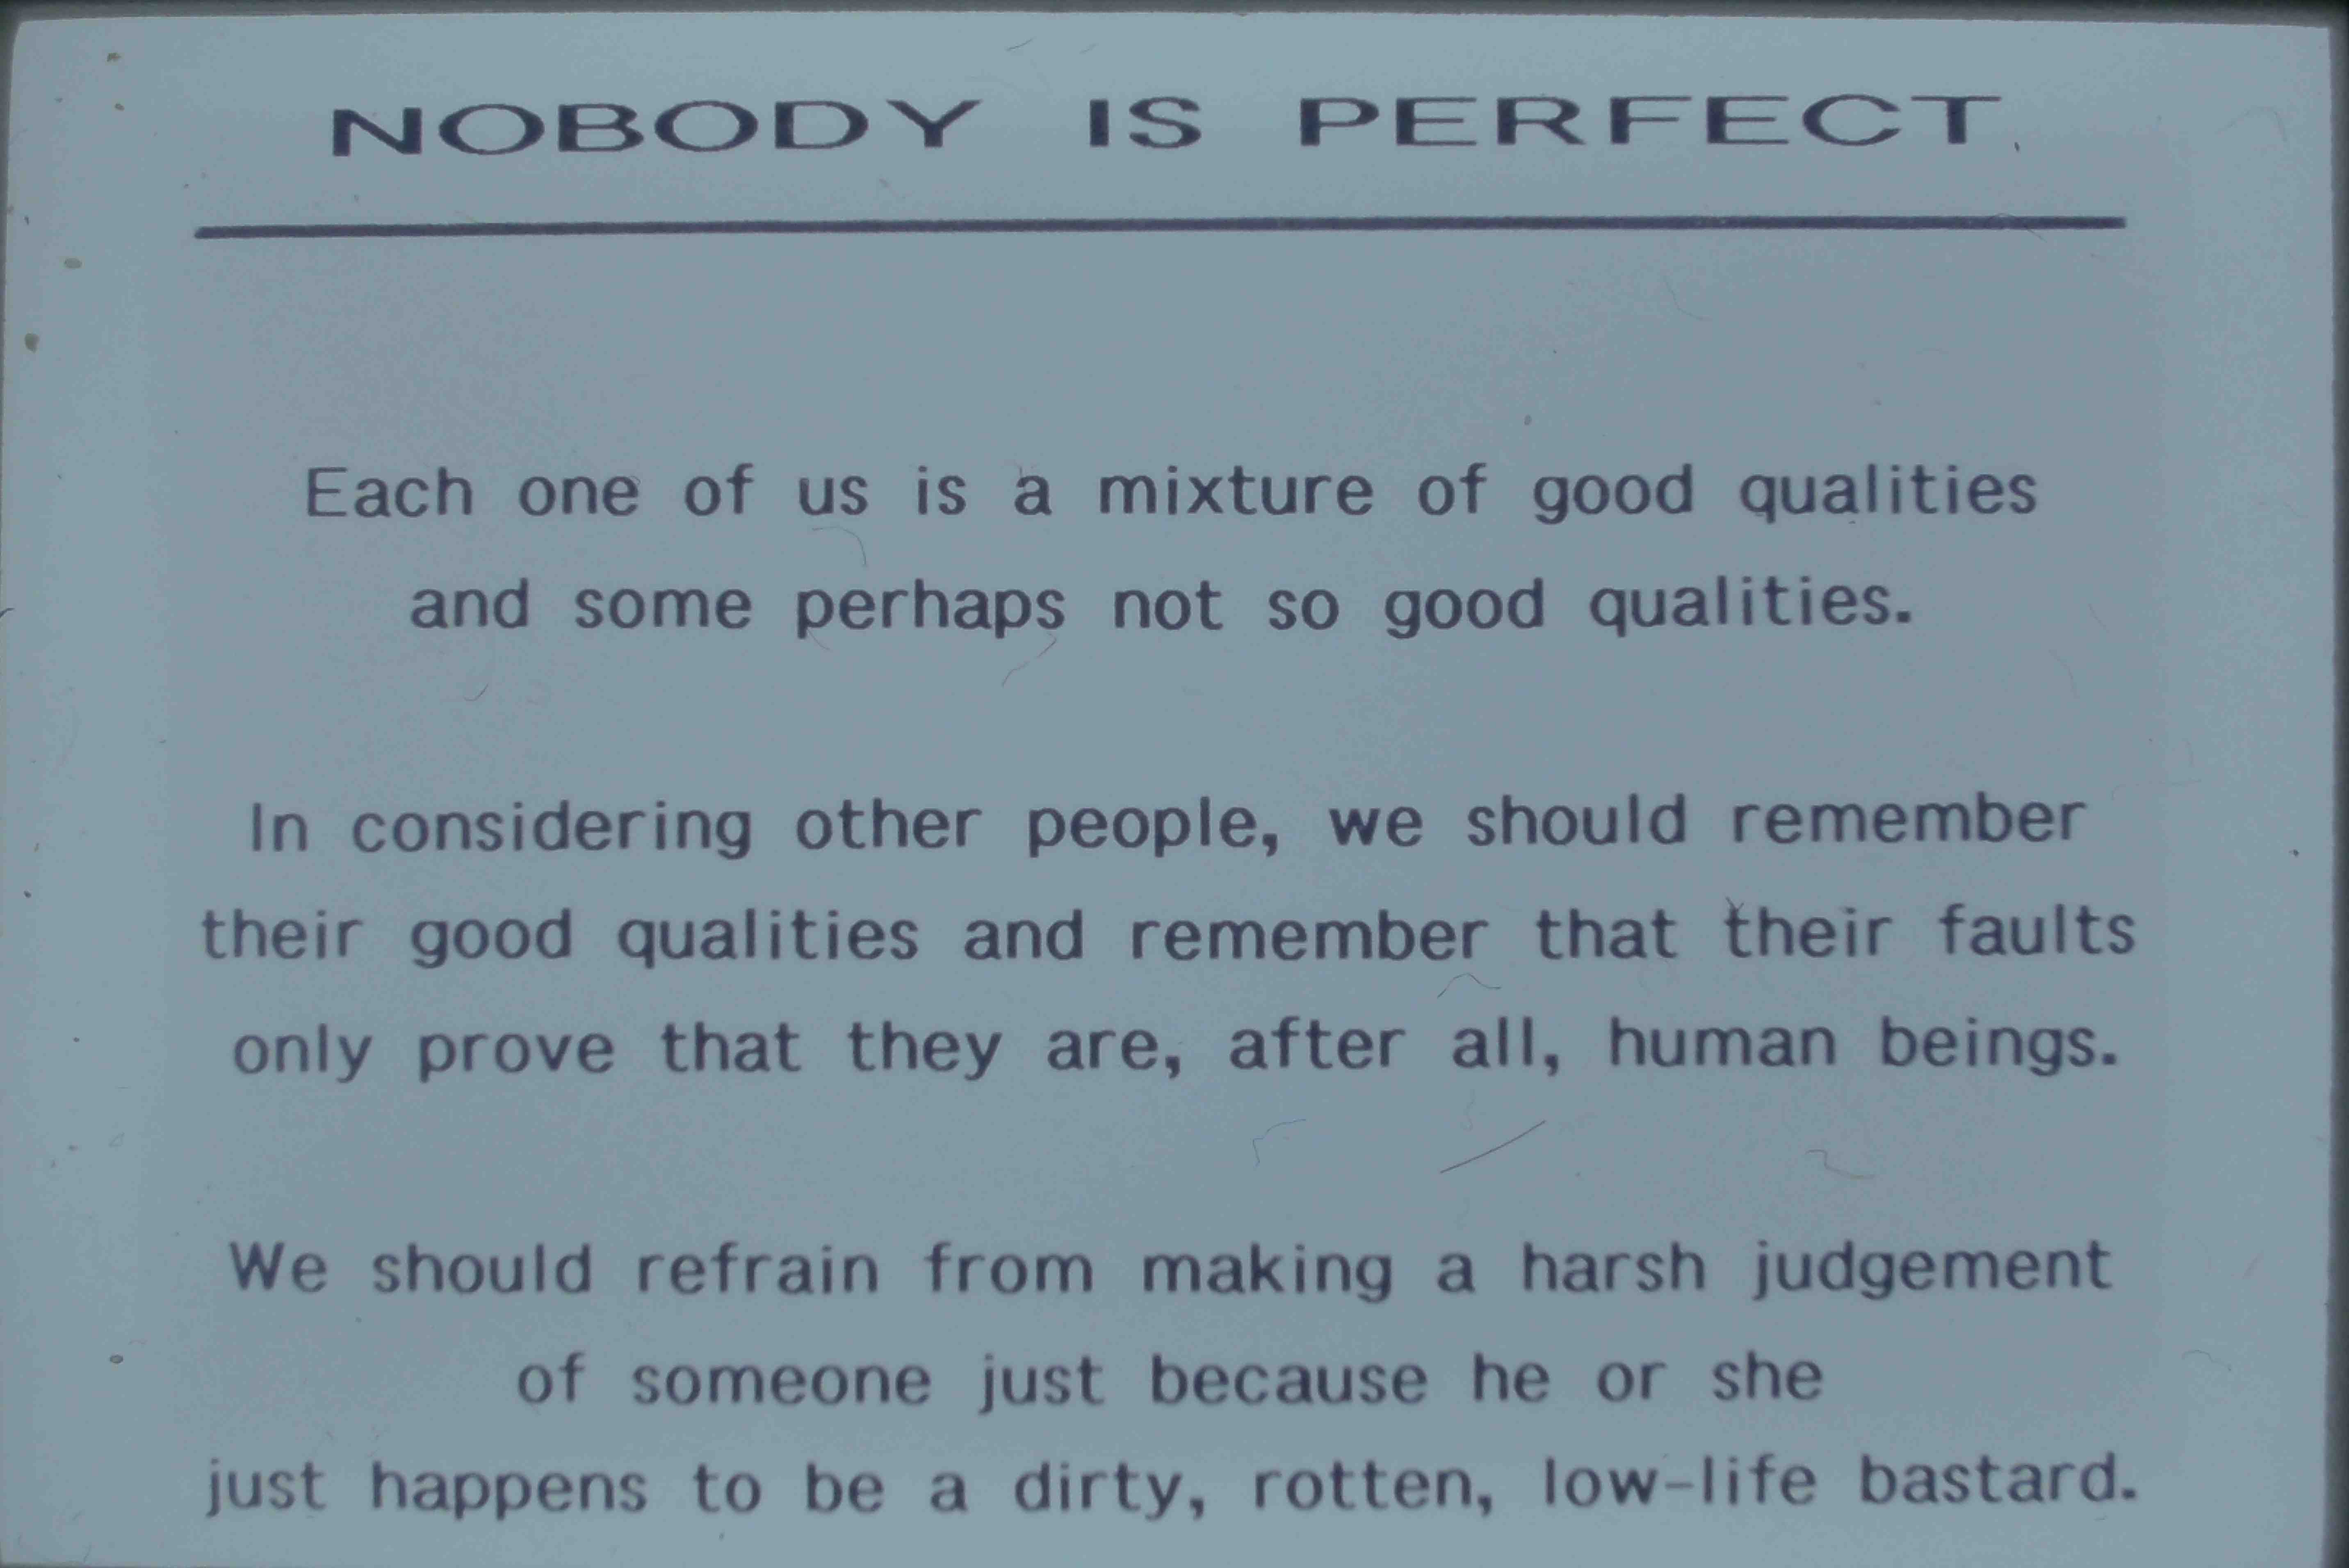 NOBODY IS PERFECT
Each one of us is a mixture of good qualities
and some perhaps not so good qualities.
In considering other people, we should remember
their good qualities and remember that their faults
only prove that they are, after all, human beings.
We should refrain from making a harsh judgement
of someone just because he or she
just happens to be a dirty, rotten, low-life bastard.